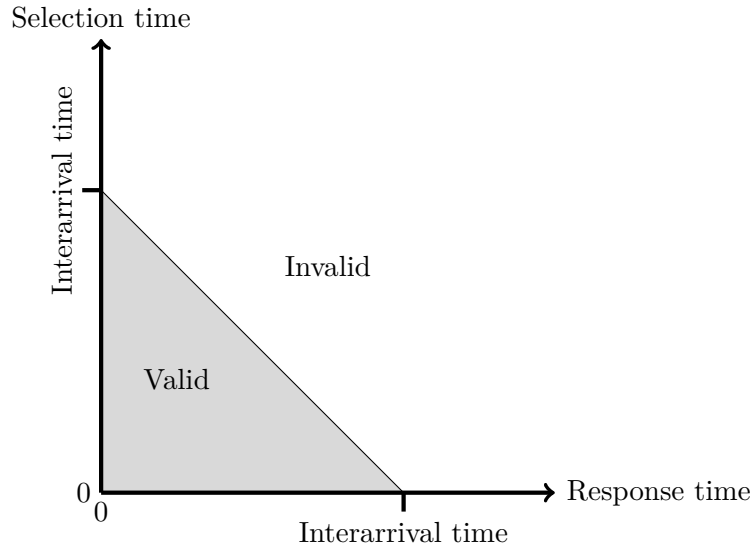 Selection time
Interarrival time
Invalid
Valid
0
Response time
0
Interarrival time